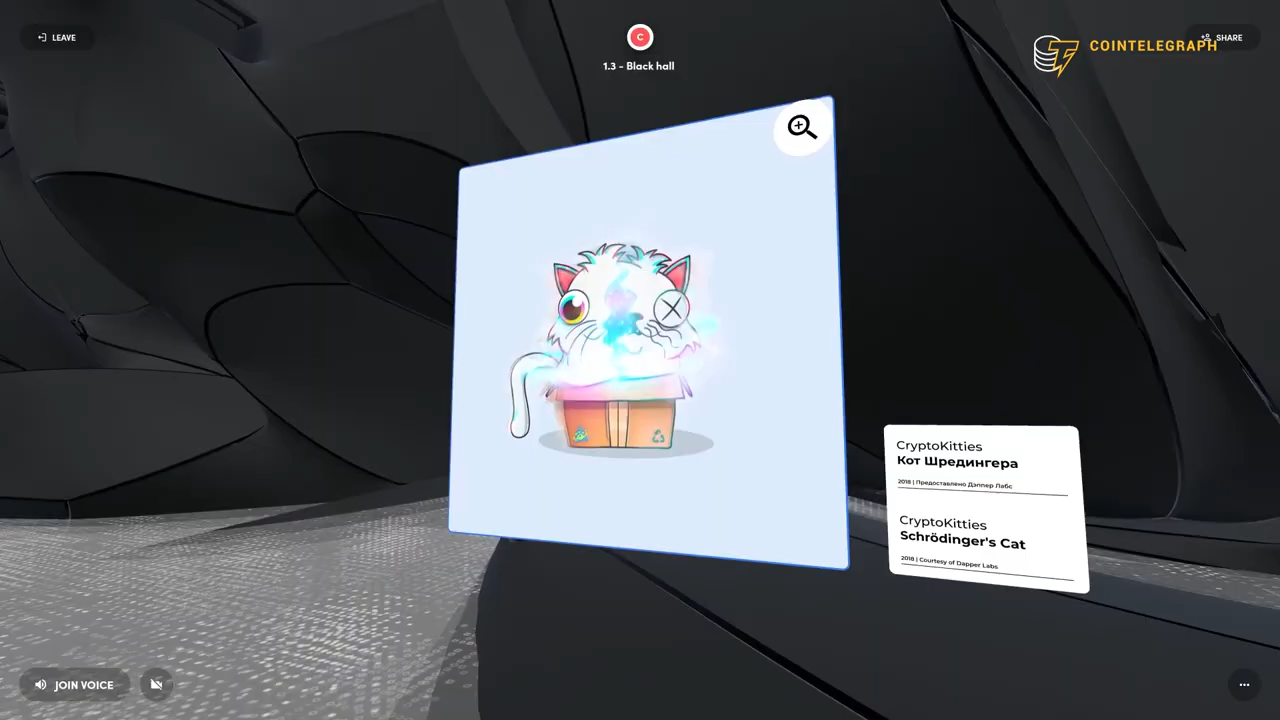 LEAVE
C
1.3 - Black hall
SHARE
COINTELEGRAPH
CryptoKitties
Кот Шредингера
2018 | Предоставлено Дэппер Лабс
CryptoKitties
Schrödinger's Cat
2018 | Courtesy of Dapper Labs
JOIN VOICE